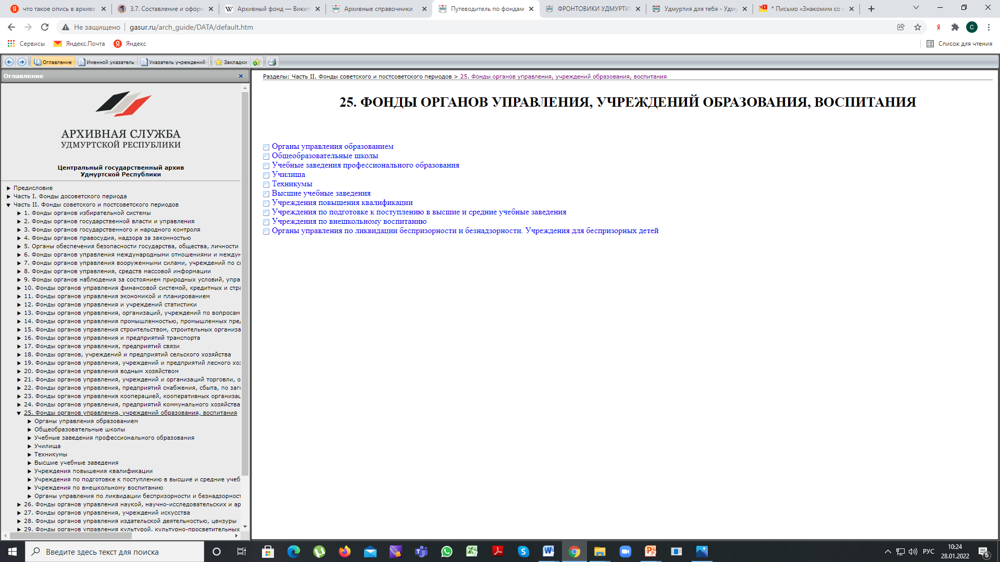 что такое опись в архиве
3.7. Составление и офор
Архивный фонд — Викип
Архивные справочники
Путеводитель по фондам
ФРОНТОВИКИ УДМУРТИ
Удмуртия для тебя - Удму
* Письмо «Знакомим со с
Не защищено
gasur.ru/arch_guide/DATA/default.htm
Сервисы
Яндекс.Почта
Яндекс
Список для чтения
Оглавление
Именной указатель
Указатель учреждений
Закладки
Оглавление
АРХИВНАЯ СЛУЖБА
УДМУРТСКОЙ РЕСПУБЛИКИ
Центральный государственный архив
Удмуртской Республики
Предисловие
Часть I. Фонды досоветского периода
Часть II. Фонды советского и постсоветского периодов
1. Фонды органов избирательной системы
2. Фонды органов государственной власти и управления
3. Фонды органов государственного и народного контроля
4. Фонды органов правосудия, надзора за законностью
5. Органы обеспечения безопасности государства, общества, личности
6. Фонды органов управления международными отношениями и междун
7. Фонды органов управления вооруженными силами, учреждений по с
8. Фонды органов управления, средств массовой информации
9. Фонды органов наблюдения за состоянием природных условий, упра
10. Фонды органов управления финансовой системой, кредитных и стра
11. Фонды органов управления экономикой и планированием
12. Фонды органов управления и учреждений статистики
13. Фонды органов управления, организаций, учреждений по вопросам
14. Фонды органов управления промышленностью, промышленных пред
15. Фонды органов управления строительством, строительных организа
16. Фонды органов управления и предприятий транспорта
17. Фонды органов управления, предприятий связи
18. Фонды органов, учреждений и предприятий сельского хозяйства
19. Фонды органов управления, учреждений и предприятий лесного хоз
20. Фонды органов управления водным хозяйством
21. Фонды органов управления, учреждений и организаций торговли, о
22. Фонды органов управления, предприятий снабжения, сбыта, по заго
23. Фонды органов управления кооперацией, кооперативных организац
24. Фонды органов управления, предприятий коммунального хозяйства
25. Фонды органов управления, учреждений образования, воспитания
Органы управления образованием
Общеобразовательные школы
Учебные заведения профессионального образования
Училища
Техникумы
Высшие учебные заведения
Учреждения повышения квалификации
Учреждения по подготовке к поступлению в высшие и средние учеб
Учреждения по внешкольному воспитанию
Органы управления по ликвидации беспризорности и безнадзорност
26. Фонды органов управления наукой, научно-исследовательских и ар
27. Фонды органов управления, учреждений искусства
28. Фонды органов управления издательской деятельностью, цензуры
29. Фонды органов управления культурой, культурно-просветительных
Разделы: Часть II. Фонды советского и постсоветского периодов > 25. Фонды органов управления, учреждений образования, воспитания
25. ФОНДЫ ОРГАНОВ УПРАВЛЕНИЯ, УЧРЕЖДЕНИЙ ОБРАЗОВАНИЯ, ВОСПИТАНИЯ
Органы управления образованием
Общеобразовательные школы
Учебные заведения профессионального образования
Училища
Техникумы
Высшие учебные заведения
Учреждения повышения квалификации
Учреждения по подготовке к поступлению в высшие и средние учебные заведения
Учреждения по внешкольному воспитанию
Органы управления по ликвидации беспризорности и безнадзорности. Учреждения для беспризорных детей
Введите здесь текст для поиска
РУС
10:24
28.01.2022
6